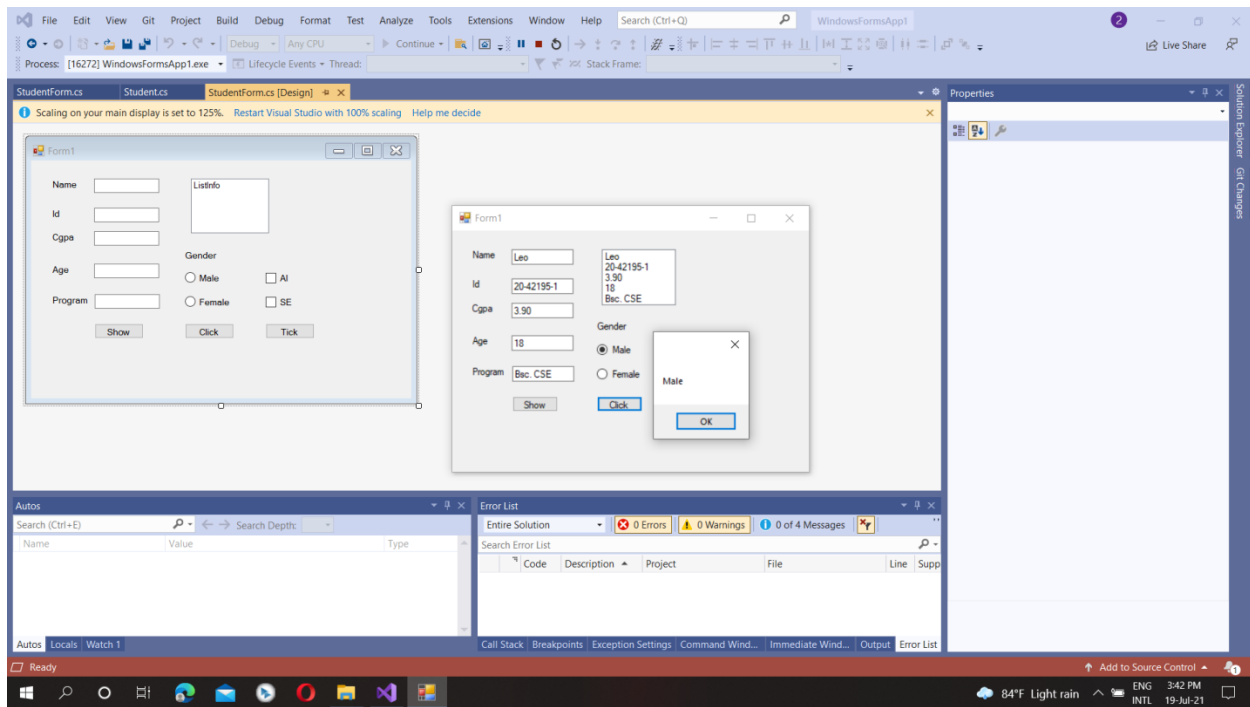 File Edit View Git Project Build Debug Format Test Analyze Tools Extensions Window Help Search (Ctrl+Q) WindowsFormsApp1 2
Debug Any CPU Continue Live Share
Process: [16272] WindowsFormsApp1.exe Lifecycle Events Thread: Stack Frame:
StudentForm.cs Student.cs StudentForm.cs [Design]
Scaling on your main display is set to 125%. Restart Visual Studio with 100% scaling Help me decide
Form1
Name
ListInfo
Id
Cgpa
Gender
Age
Male
AI
Program
Female
SE
Show
Click
Tick
Form1
Name
Leo
Leo
20-42195-1
3.90
18
Bsc. CSE
Id
20-42195-1
Cgpa
3.90
Gender
Age
18
Male
Program
Bsc. CSE
Female
Show
Click
Male
OK
Properties
Solution Explorer
Git Changes
Autos
Search (Ctrl+E) Search Depth:
Name Value Type
Autos Locals Watch 1
Error List
Entire Solution 0 Errors 0 Warnings 0 of 4 Messages
Search Error List
Code Description Project File Line Supp
Call Stack Breakpoints Exception Settings Command Wind... Immediate Wind... Output Error List
Ready Add to Source Control 1
84°F Light rain ENG 3:42 PM
INTL 19-Jul-21